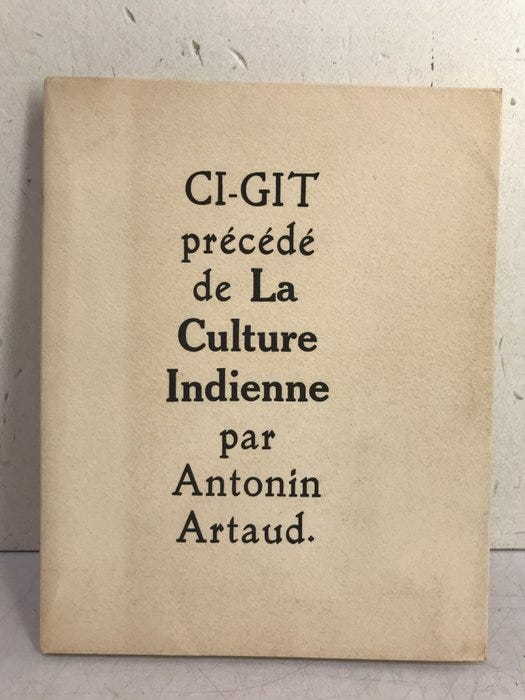 CI-GIT
précédé
de La
Culture
Indienne
par
Antonin
Artaud.